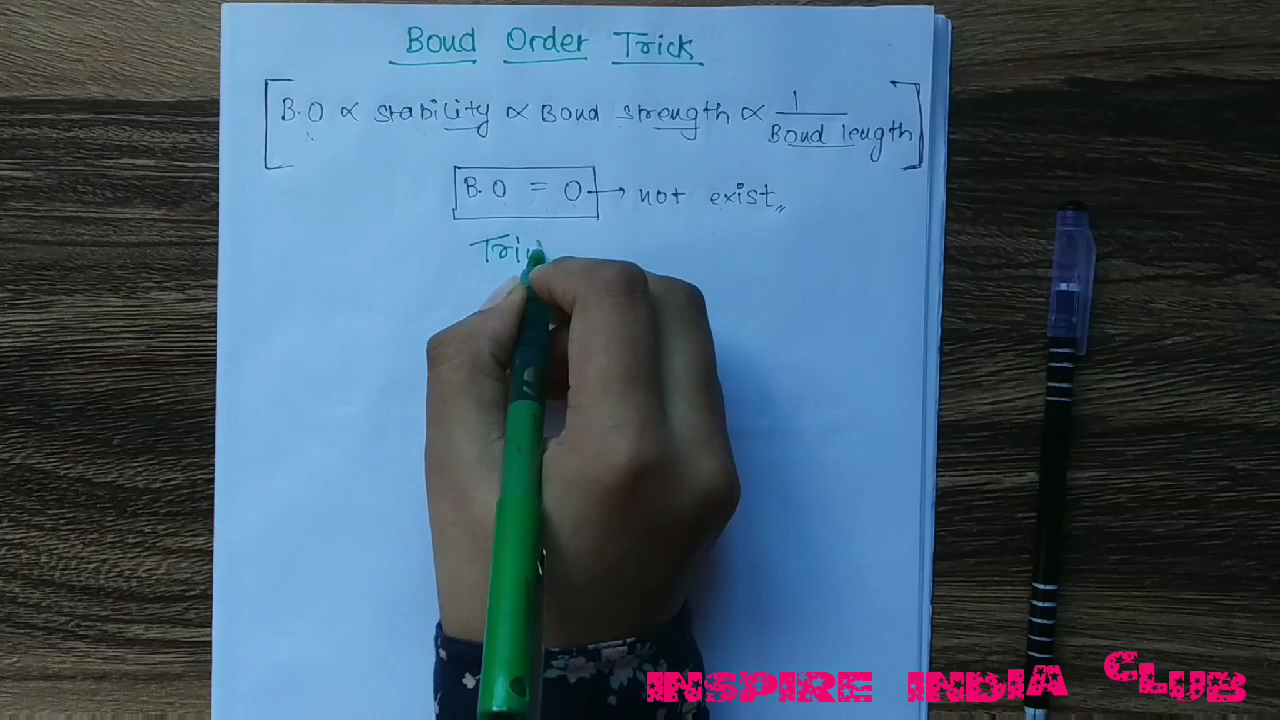 Bond Order Trick
[B.O ∝ stability ∝ Bond strength ∝ 1/Bond length]
B.O = 0 → not exist,,
INSPIRE INDIA CLUB